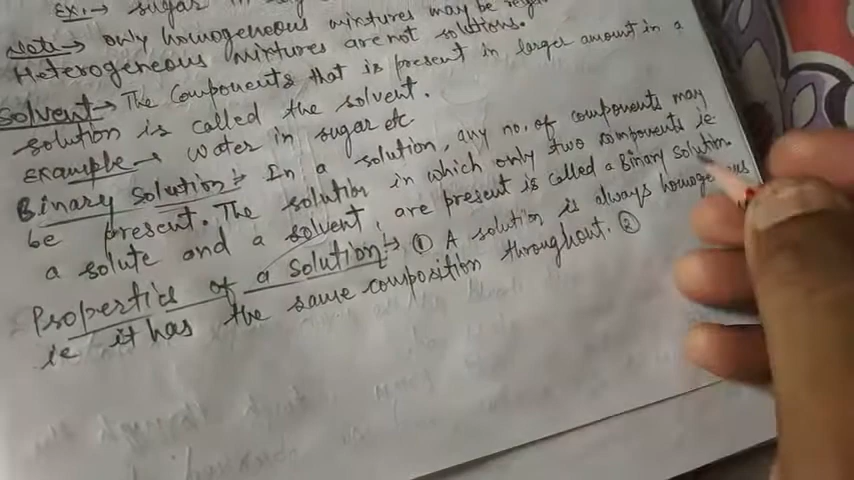 Ex:→ sugar in
Note→ only homogeneous mixtures may be
Heterogeneous mixtures are not solutions.
Solvent→ The Components that is present in larger amount in a
solution is called the solvent.
Example→ water in sugar etc
Binary Solution:→ In a solution, any no. of components may
be present. The solution in which only two components ie
a solute and a solvent, are present is called a Binary solution.
Properties of a solution:→ ① A solution is always homogeneous
ie it has the same composition throughout. ②